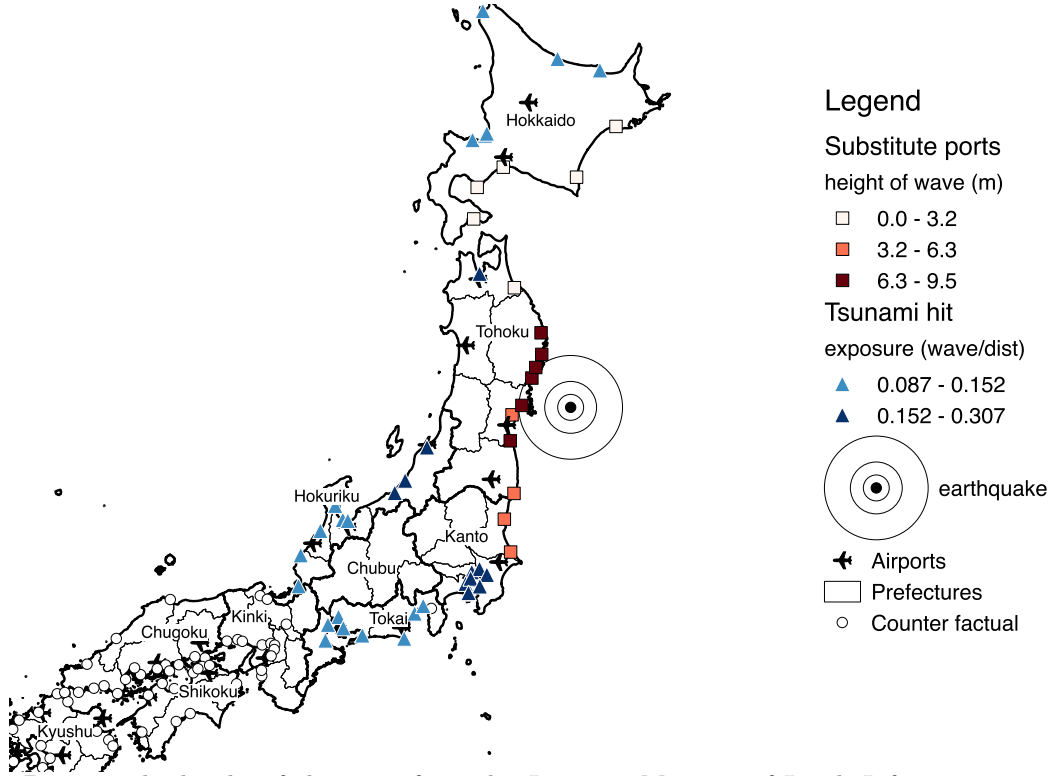 Hokkaido
Tohoku
Hokuriku
Kanto
Chubu
Kinki
Tokai
Chugoku
Shikoku
Kyushu
Legend
Substitute ports
height of wave (m)
0.0 - 3.2
3.2 - 6.3
6.3 - 9.5
Tsunami hit
exposure (wave/dist)
0.087 - 0.152
0.152 - 0.307
earthquake
Airports
Prefectures
Counter factual